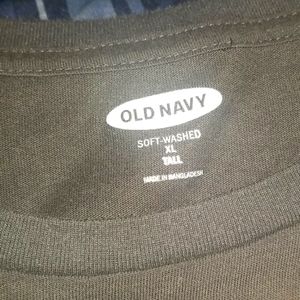 OLD NAVY
SOFT-WASHED
XL
TALL
MADE IN BANGLADESH